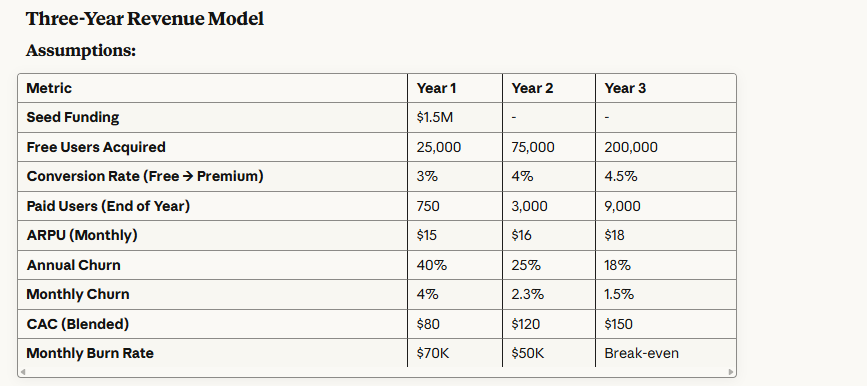 Three-Year Revenue Model
Assumptions:
Metric Year 1 Year 2 Year 3
Seed Funding $1.5M - -
Free Users Acquired 25,000 75,000 200,000
Conversion Rate (Free → Premium) 3% 4% 4.5%
Paid Users (End of Year) 750 3,000 9,000
ARPU (Monthly) $15 $16 $18
Annual Churn 40% 25% 18%
Monthly Churn 4% 2.3% 1.5%
CAC (Blended) $80 $120 $150
Monthly Burn Rate $70K $50K Break-even